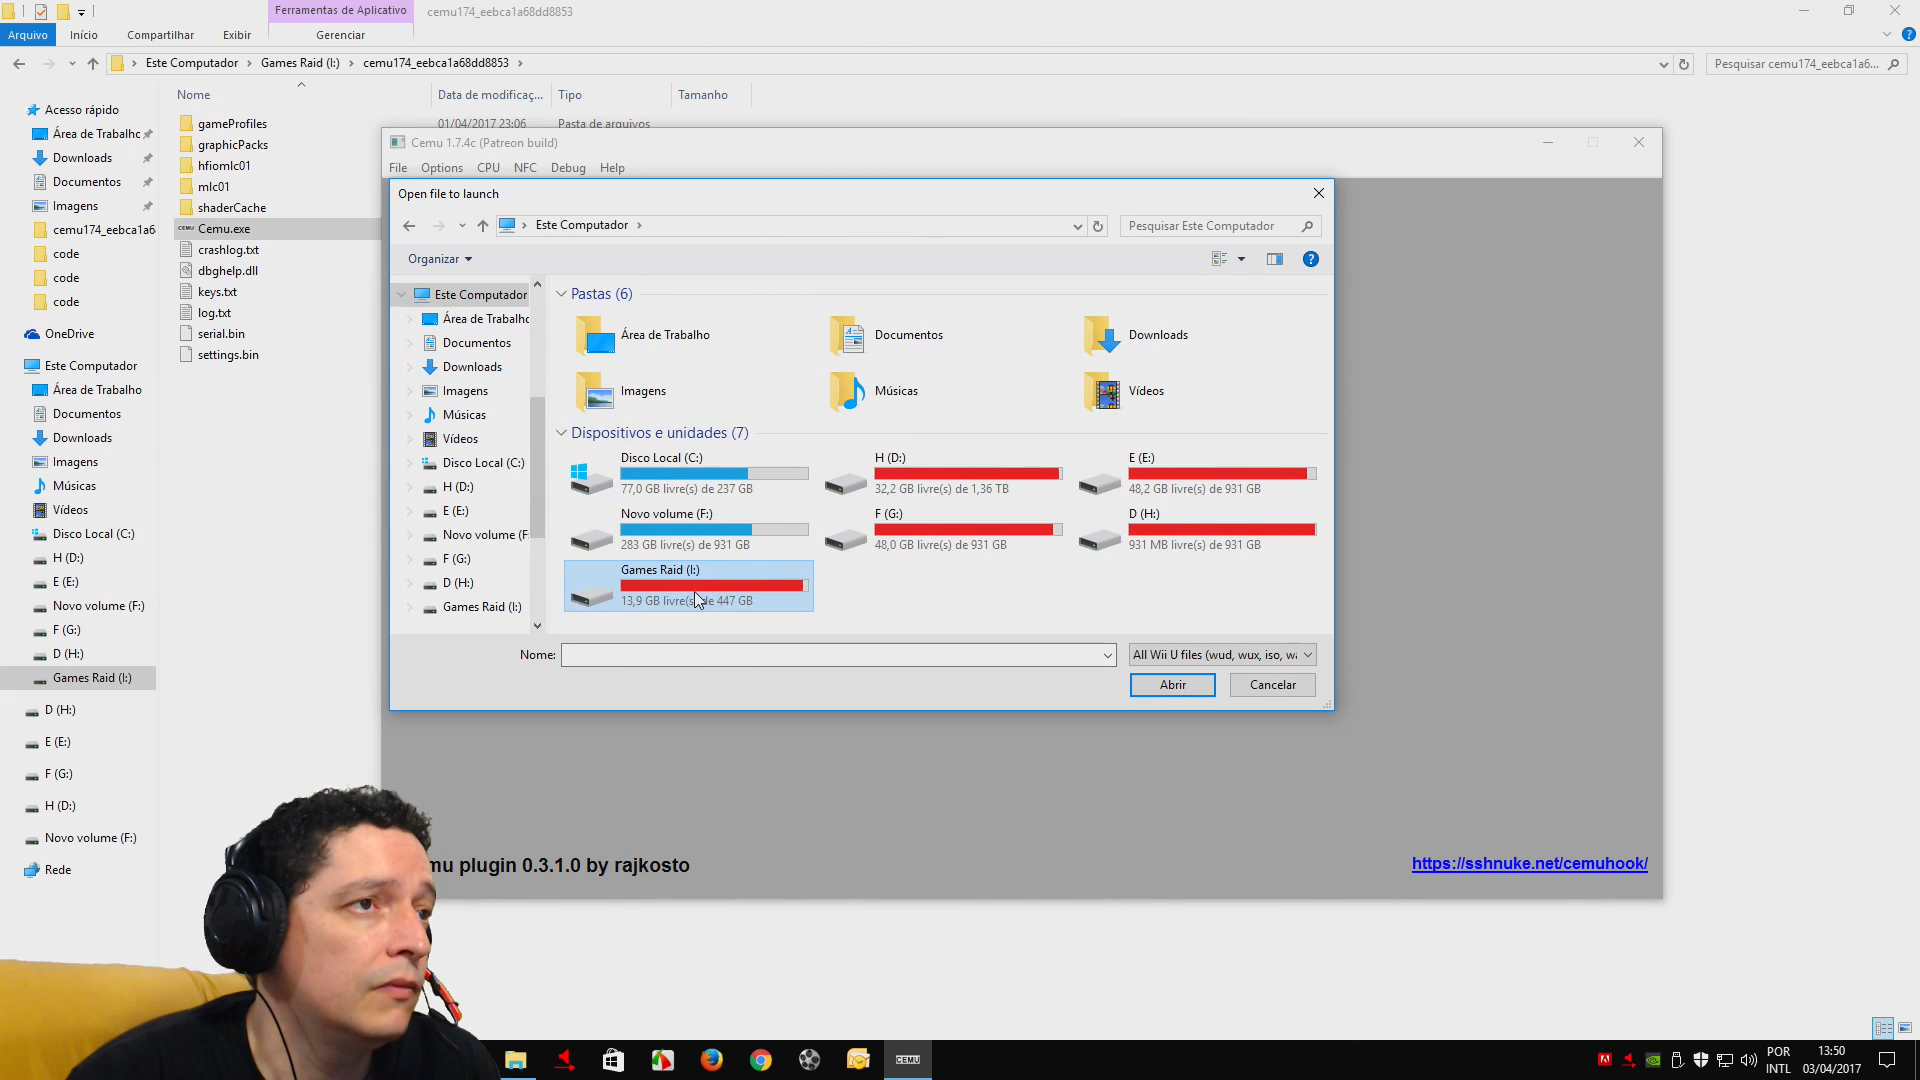 Ferramentas de Aplicativo
cemu174_eebca1a68dd8853
Arquivo
Início
Compartilhar
Exibir
Gerenciar
Este Computador
Games Raid (I:)
cemu174_eebca1a68dd8853
Pesquisar cemu174_eebca1a6...
Nome
Data de modificaç...
Tipo
Tamanho
Acesso rápido
Área de Trabalho
Downloads
Documentos
Imagens
cemu174_eebca1a6
code
code
code
OneDrive
Este Computador
Área de Trabalho
Documentos
Downloads
Imagens
Músicas
Vídeos
Disco Local (C:)
H (D:)
E (E:)
Novo volume (F:)
F (G:)
D (H:)
Games Raid (I:)
D (H:)
E (E:)
F (G:)
H (D:)
Novo volume (F:)
Rede
gameProfiles
graphicPacks
hfiomlc01
mlc01
shaderCache
CEMU
Cemu.exe
crashlog.txt
dbghelp.dll
keys.txt
log.txt
serial.bin
settings.bin
01/04/2017 23:06
Pasta de arquivos
Cemu 1.7.4c (Patreon build)
File
Options
CPU
NFC
Debug
Help
Open file to launch
Este Computador
Pesquisar Este Computador
Organizar
Este Computador
Área de Trabalho
Documentos
Downloads
Imagens
Músicas
Vídeos
Disco Local (C:)
H (D:)
E (E:)
Novo volume (F:
F (G:)
D (H:)
Games Raid (I:)
Pastas (6)
Área de Trabalho
Documentos
Downloads
Imagens
Músicas
Vídeos
Dispositivos e unidades (7)
Disco Local (C:)
77,0 GB livre(s) de 237 GB
H (D:)
32,2 GB livre(s) de 1,36 TB
E (E:)
48,2 GB livre(s) de 931 GB
Novo volume (F:)
283 GB livre(s) de 931 GB
F (G:)
48,0 GB livre(s) de 931 GB
D (H:)
931 MB livre(s) de 931 GB
Games Raid (I:)
13,9 GB livre(s) de 447 GB
Nome:
All Wii U files (wud, wux, iso, wa
Abrir
Cancelar
mu plugin 0.3.1.0 by rajkosto
https://sshnuke.net/cemuhook/
CEMU
POR
INTL
13:50
03/04/2017